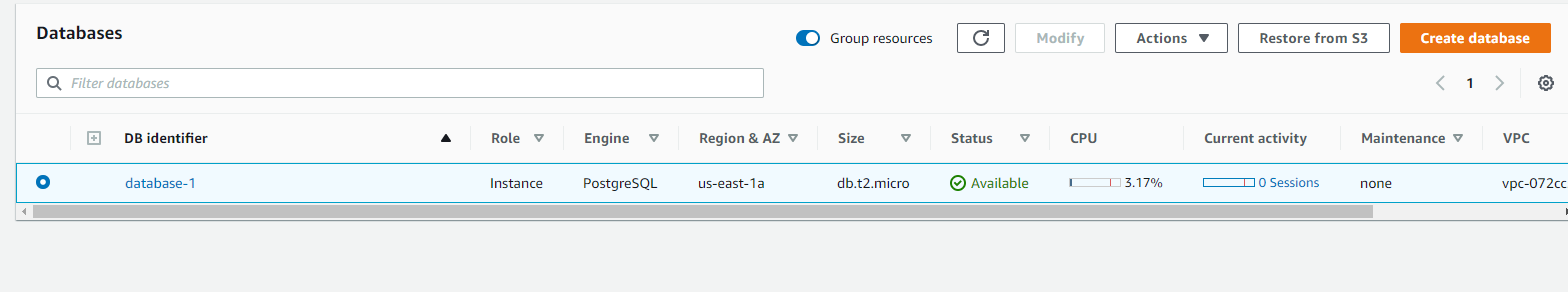 Databases
Group resources
Modify
Actions
Restore from S3
Create database
Filter databases
1
DB identifier Role Engine Region & AZ Size Status CPU Current activity Maintenance VPC
database-1 Instance PostgreSQL us-east-1a db.t2.micro Available 3.17% 0 Sessions none vpc-072cc